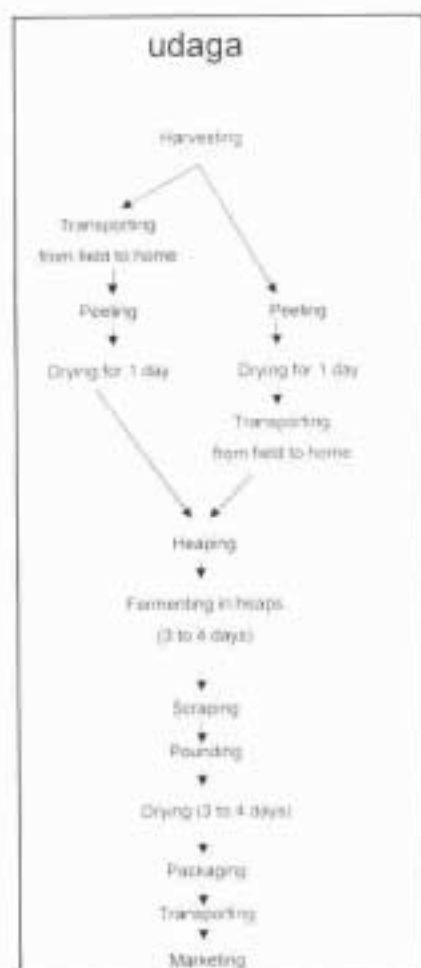 udaga
Harvesting
Transporting
from field to home
Peeling
Drying for 1 day
Peeling
Drying for 1 day
Transporting
from field to home
Heaping
Fermenting in heaps
(3 to 4 days)
Scraping
Pounding
Drying (3 to 4 days)
Packaging
Transporting
Marketing